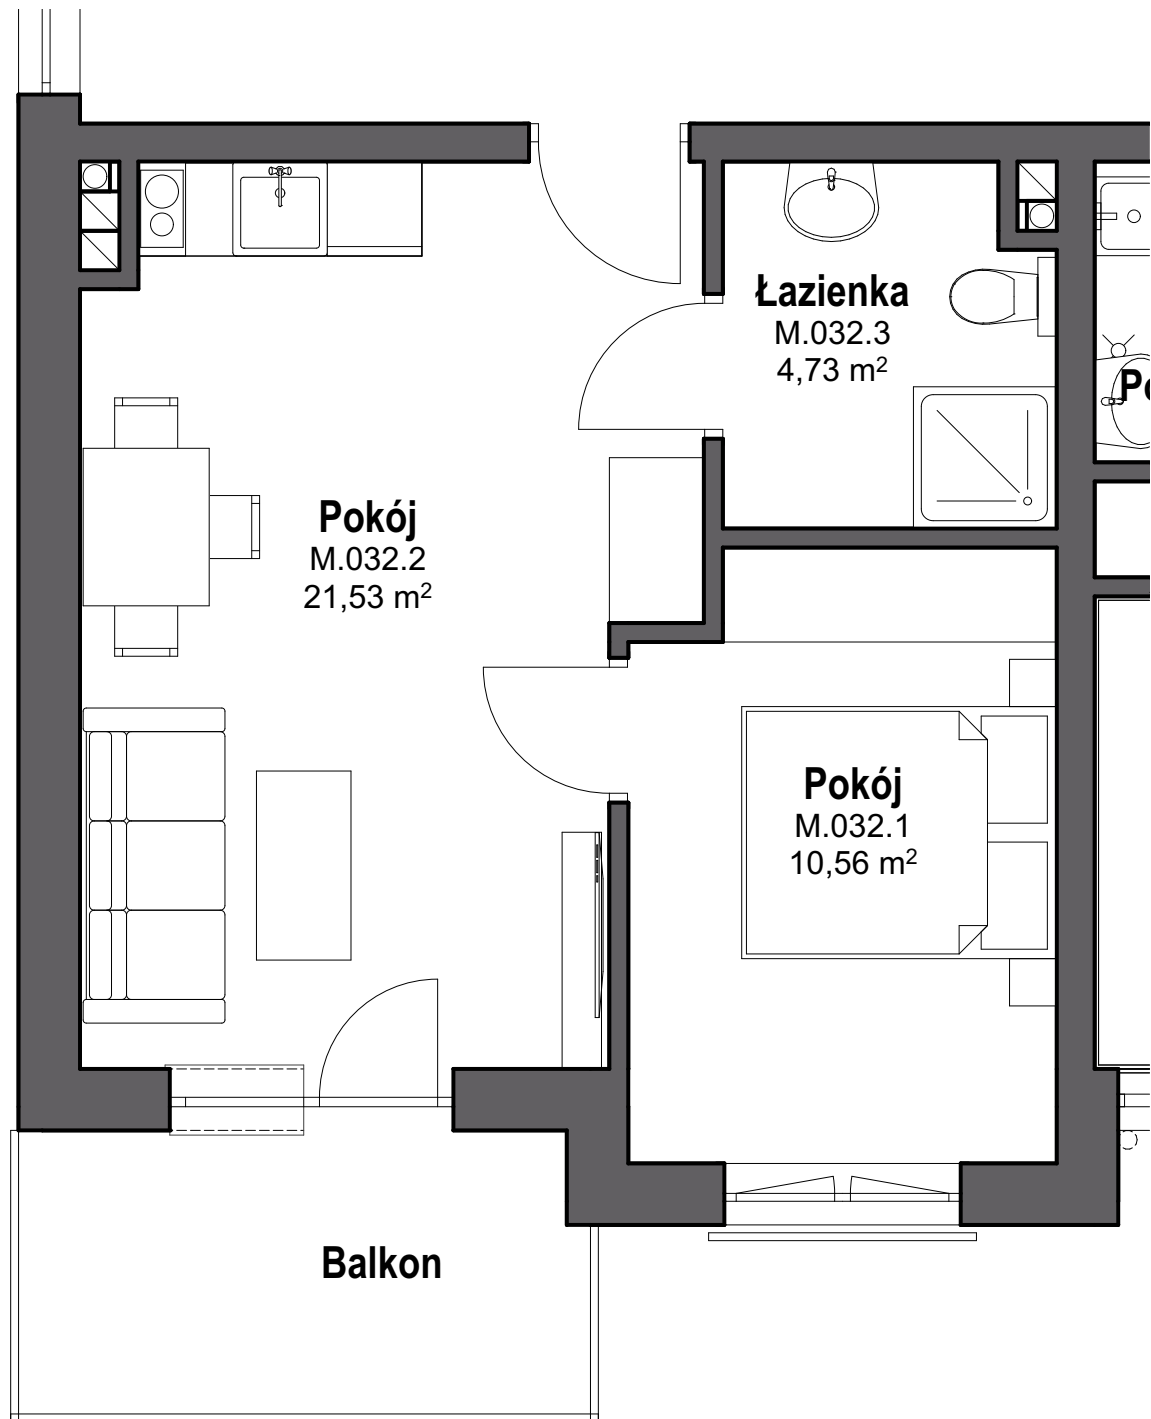 Łazienka
M.032.3
4,73 m²
Pokój
M.032.2
21,53 m²
Pokój
M.032.1
10,56 m²
Balkon